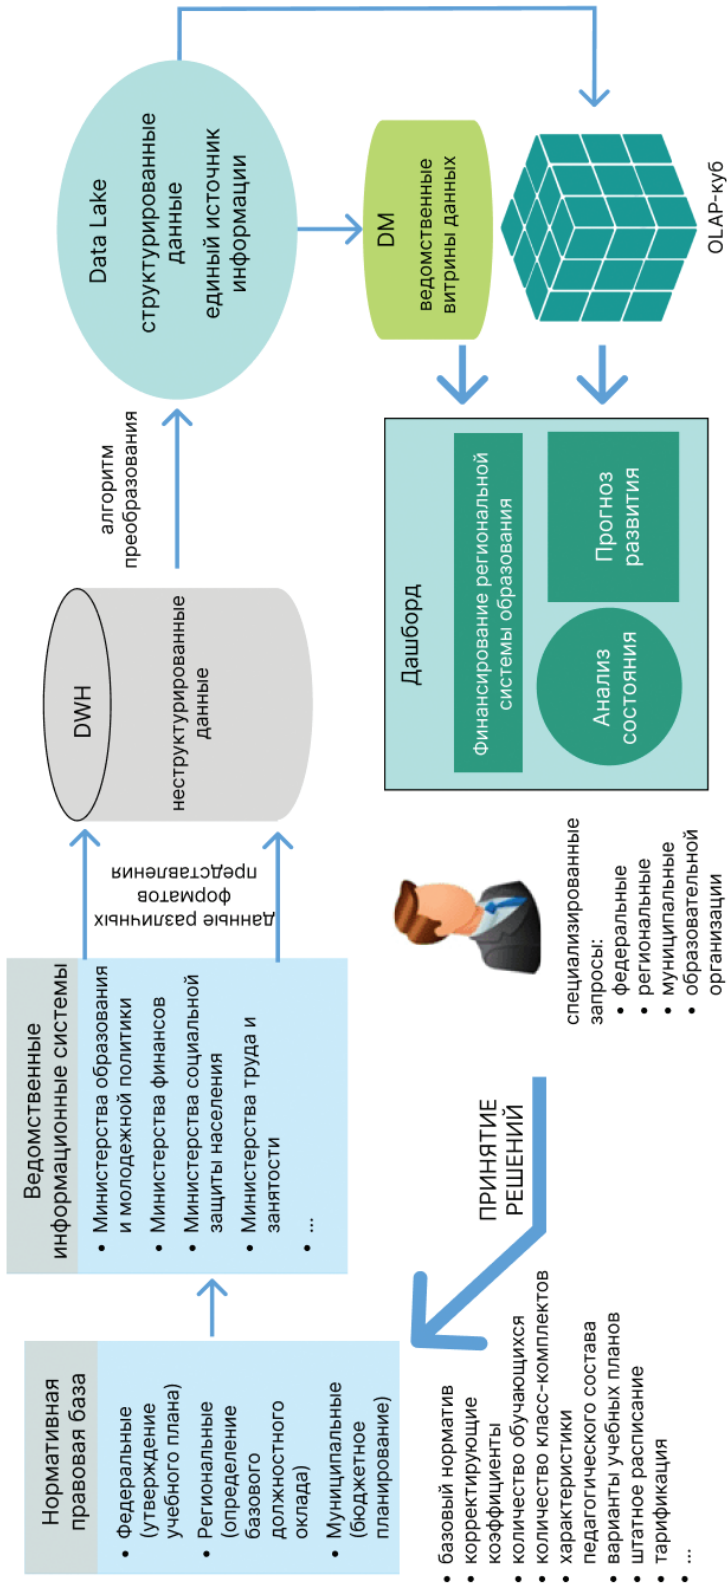 Нормативная
правовая база
• Федеральные
(утверждение
учебного плана)
• Региональные
(определение
базового
должностного
оклада)
• Муниципальные
(бюджетное
планирование)
Ведомственные
информационные системы
• Министерства образования
и молодежной политики
• Министерства финансов
• Министерства социальной
защиты населения
• Министерства труда и
занятости
• ...
данные различных
форматов
представления
DWH
неструктурированные
данные
алгоритм
преобразования
Data Lake
структурированные
данные
единый источник
информации
DM
ведомственные
витрины данных
OLAP-куб
Дашборд
Финансирование региональной
системы образования
Анализ
состояния
Прогноз
развития
специализированные
запросы:
• федеральные
• региональные
• муниципальные
• образовательной
организации
ПРИНЯТИЕ
РЕШЕНИЙ
• базовый норматив
• корректирующие
коэффициенты
• количество обучающихся
• количество класс-комплектов
• характеристики
педагогического состава
• варианты учебных планов
• штатное расписание
• тарификация
• ...